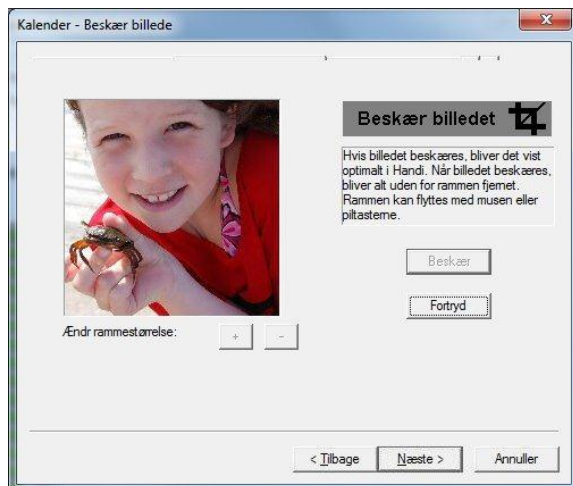 Kalender - Beskær billede
Beskær billedet
Hvis billedet beskæres, bliver det vist
optimalt i Handi. Når billedet beskæres,
bliver alt uden for rammen fjernet.
Rammen kan flyttes med musen eller
piltasterne.
Beskær
Fortryd
Ændr rammestørrelse:
+
-
< Tilbage
Næste >
Annuller